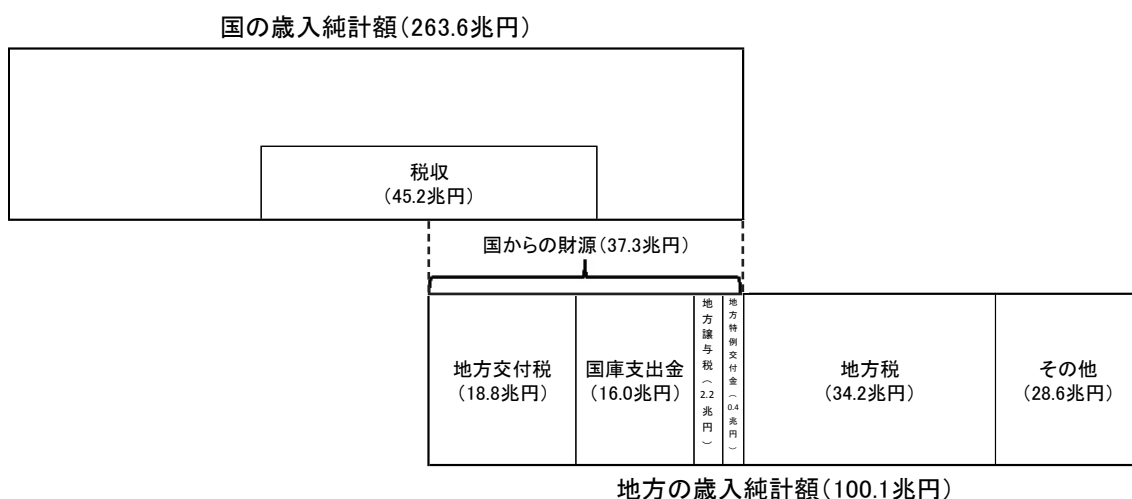 国の歳入純計額（263.6兆円）
税収
（45.2兆円）
国からの財源（37.3兆円）
地方交付税
（18.8兆円）
国庫支出金
（16.0兆円）
地方譲与税（2.2兆円）
地方特例交付金（0.4兆円）
地方税
（34.2兆円）
その他
（28.6兆円）
地方の歳入純計額（100.1兆円）